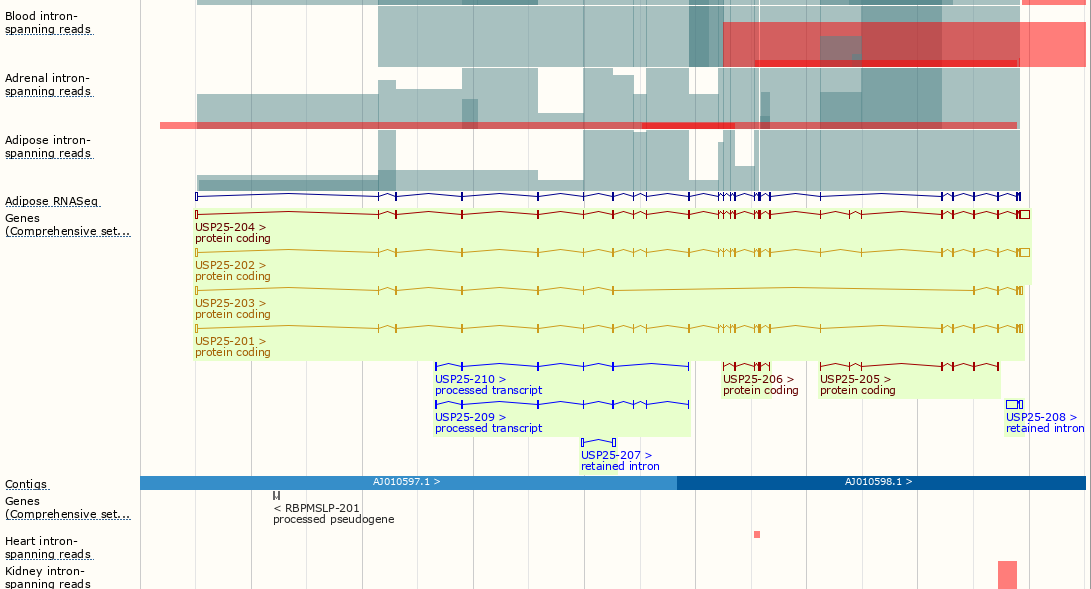 Blood intron-
spanning reads
Adrenal intron-
spanning reads
Adipose intron-
spanning reads
Adipose RNASeq
Genes
(Comprehensive set...
USP25-204 >
protein coding
USP25-202 >
protein coding
USP25-203 >
protein coding
USP25-201 >
protein coding
USP25-210 >
processed transcript
USP25-206 >
protein coding
USP25-205 >
protein coding
USP25-209 >
processed transcript
USP25-208 >
retained intron
USP25-207 >
retained intron
Contigs
AJ010597.1 >
AJ010598.1 >
Genes
(Comprehensive set...
< RBPMSLP-201
processed pseudogene
Heart intron-
spanning reads
Kidney intron-
spanning reads